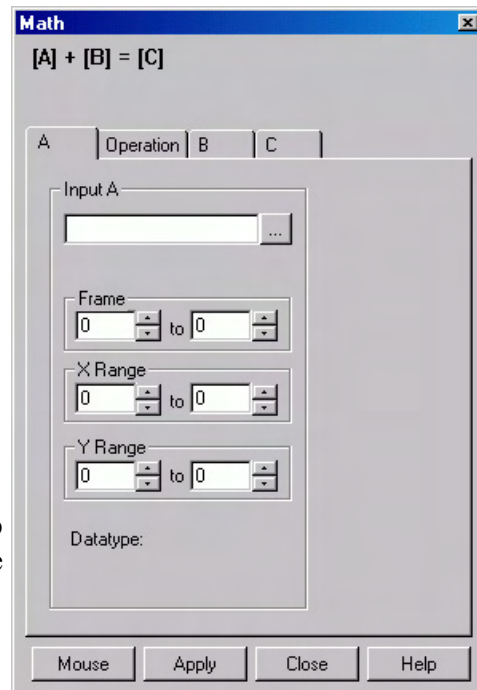 Math
[A] + [B] = [C]
A Operation B C
Input A
...
Frame
0 to 0
X Range
0 to 0
Y Range
0 to 0
Datatype:
Mouse Apply Close Help